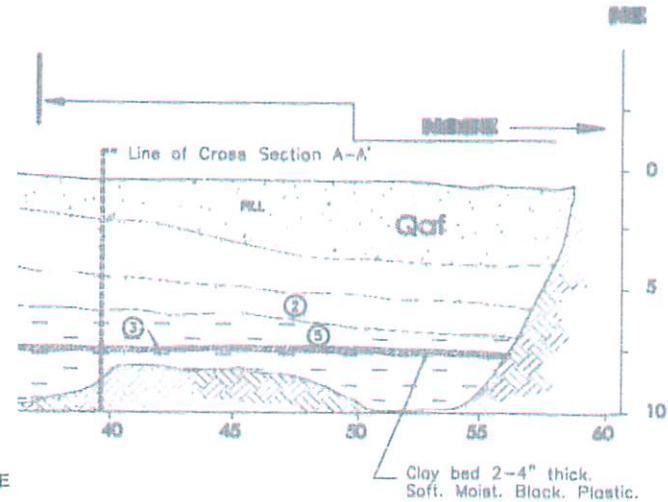 NE
Line of Cross Section A-A'
0
FILL
Qaf
5
2
3
5
10
40
45
50
55
60
E
Clay bed 2-4" thick.
Soft. Moist. Black. Plastic.